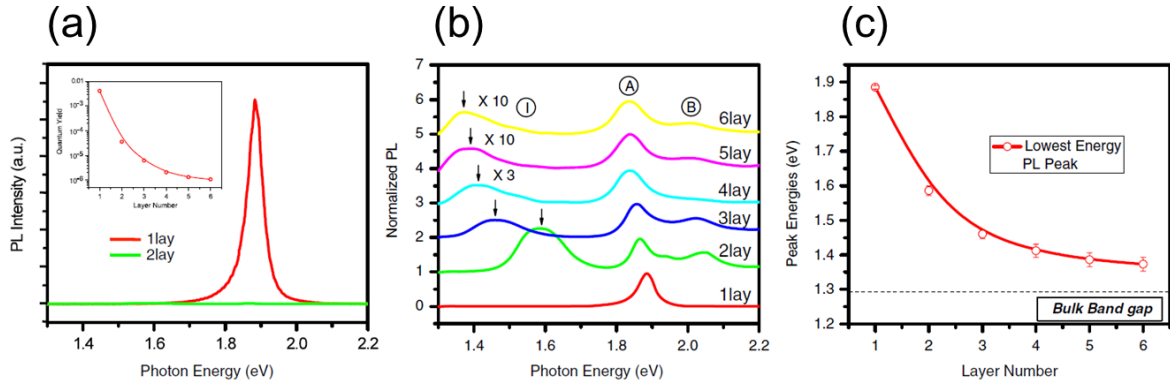 (a)
(b)
(c)
PL Intensity (a.u.)
Quantum Yield
0.01
10⁻³
10⁻⁴
10⁻⁵
10⁻⁶
1 2 3 4 5 6
Layer Number
1lay
2lay
1.4 1.6 1.8 2.0 2.2
Photon Energy (eV)
Normalized PL
7
6
5
4
3
2
1
0
X 10
I
A
B
6lay
X 10
5lay
X 3
4lay
3lay
2lay
1lay
1.4 1.6 1.8 2.0 2.2
Photon Energy (eV)
Peak Energies (eV)
1.9
1.8
1.7
1.6
1.5
1.4
1.3
1.2
Lowest Energy
PL Peak
Bulk Band gap
1 2 3 4 5 6
Layer Number